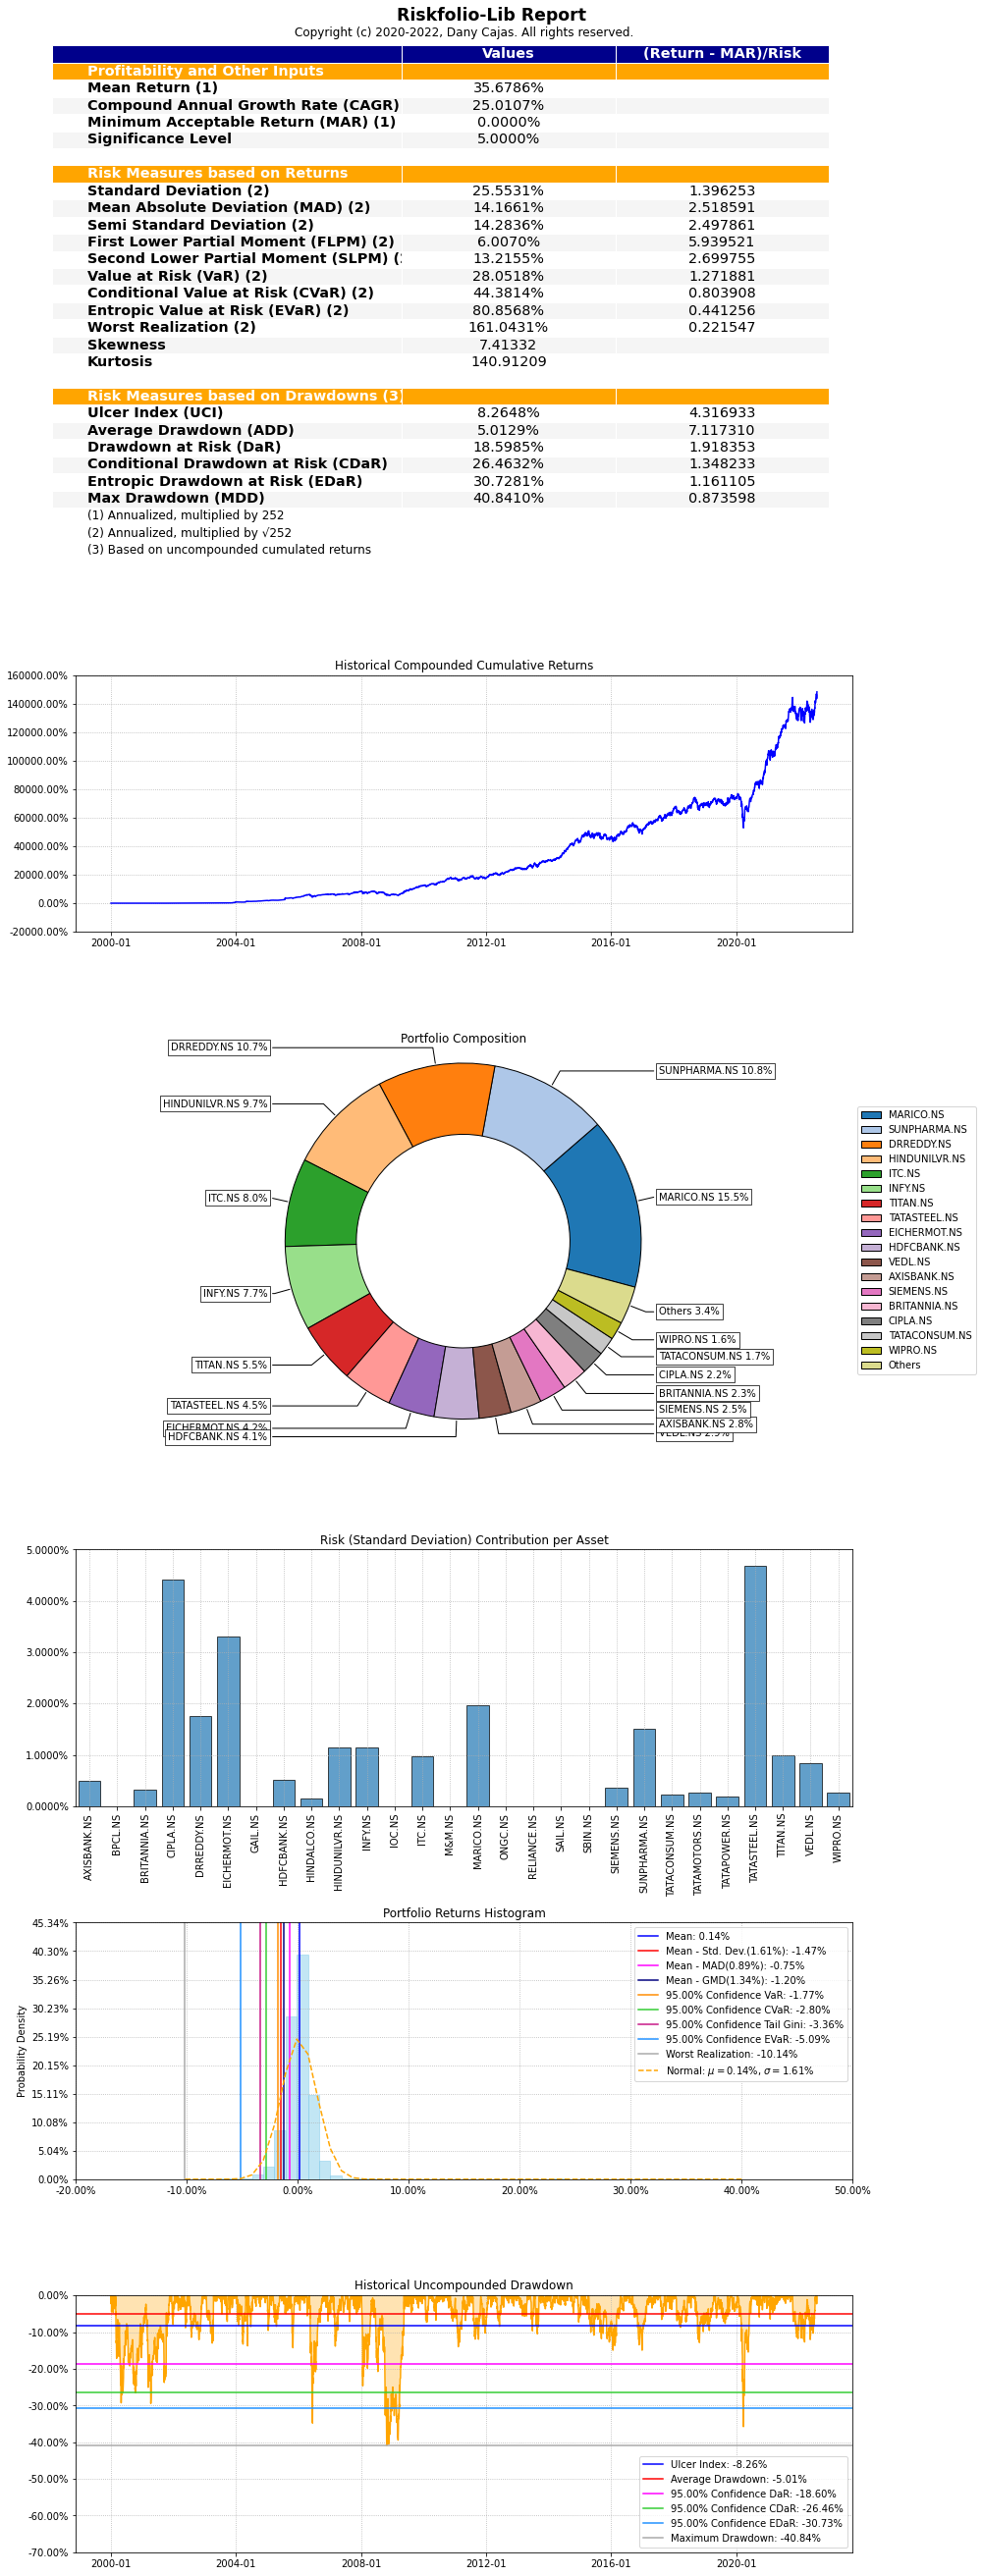 Riskfolio-Lib Report
Copyright (c) 2020-2022, Dany Cajas. All rights reserved.
Values (Return - MAR)/Risk
Profitability and Other Inputs
Mean Return (1) 35.6786%
Compound Annual Growth Rate (CAGR) 25.0107%
Minimum Acceptable Return (MAR) (1) 0.0000%
Significance Level 5.0000%
Risk Measures based on Returns
Standard Deviation (2) 25.5531% 1.396253
Mean Absolute Deviation (MAD) (2) 14.1661% 2.518591
Semi Standard Deviation (2) 14.2836% 2.497861
First Lower Partial Moment (FLPM) (2) 6.0070% 5.939521
Second Lower Partial Moment (SLPM) ( 13.2155% 2.699755
Value at Risk (VaR) (2) 28.0518% 1.271881
Conditional Value at Risk (CVaR) (2) 44.3814% 0.803908
Entropic Value at Risk (EVaR) (2) 80.8568% 0.441256
Worst Realization (2) 161.0431% 0.221547
Skewness 7.41332
Kurtosis 140.91209
Risk Measures based on Drawdowns (3)
Ulcer Index (UCI) 8.2648% 4.316933
Average Drawdown (ADD) 5.0129% 7.117310
Drawdown at Risk (DaR) 18.5985% 1.918353
Conditional Drawdown at Risk (CDaR) 26.4632% 1.348233
Entropic Drawdown at Risk (EDaR) 30.7281% 1.161105
Max Drawdown (MDD) 40.8410% 0.873598
(1) Annualized, multiplied by 252
(2) Annualized, multiplied by √252
(3) Based on uncompounded cumulated returns
Historical Compounded Cumulative Returns
160000.00%
140000.00%
120000.00%
100000.00%
80000.00%
60000.00%
40000.00%
20000.00%
0.00%
-20000.00%
2000-01 2004-01 2008-01 2012-01 2016-01 2020-01
Portfolio Composition
DRREDDY.NS 10.7%
SUNPHARMA.NS 10.8%
HINDUNILVR.NS 9.7%
ITC.NS 8.0%
MARICO.NS 15.5%
INFY.NS 7.7%
Others 3.4%
WIPRO.NS 1.6%
TATACONSUM.NS 1.7%
TITAN.NS 5.5%
CIPLA.NS 2.2%
BRITANNIA.NS 2.3%
TATASTEEL.NS 4.5%
SIEMENS.NS 2.5%
AXISBANK.NS 2.8%
EICHERMOT.NS 4.2%
VEDL.NS 2.9%
HDFCBANK.NS 4.1%
MARICO.NS
SUNPHARMA.NS
DRREDDY.NS
HINDUNILVR.NS
ITC.NS
INFY.NS
TITAN.NS
TATASTEEL.NS
EICHERMOT.NS
HDFCBANK.NS
VEDL.NS
AXISBANK.NS
SIEMENS.NS
BRITANNIA.NS
CIPLA.NS
TATACONSUM.NS
WIPRO.NS
Others
Risk (Standard Deviation) Contribution per Asset
5.0000%
4.0000%
3.0000%
2.0000%
1.0000%
0.0000%
AXISBANK.NS
BPCL.NS
BRITANNIA.NS
CIPLA.NS
DRREDDY.NS
EICHERMOT.NS
GAIL.NS
HDFCBANK.NS
HINDALCO.NS
HINDUNILVR.NS
INFY.NS
IOC.NS
ITC.NS
M&M.NS
MARICO.NS
ONGC.NS
RELIANCE.NS
SAIL.NS
SBIN.NS
SIEMENS.NS
SUNPHARMA.NS
TATACONSUM.NS
TATAMOTORS.NS
TATAPOWER.NS
TATASTEEL.NS
TITAN.NS
VEDL.NS
WIPRO.NS
Portfolio Returns Histogram
Probability Density
45.34%
40.30%
35.26%
30.23%
25.19%
20.15%
15.11%
10.08%
5.04%
0.00%
-20.00% -10.00% 0.00% 10.00% 20.00% 30.00% 40.00% 50.00%
Mean: 0.14%
Mean - Std. Dev.(1.61%): -1.47%
Mean - MAD(0.89%): -0.75%
Mean - GMD(1.34%): -1.20%
95.00% Confidence VaR: -1.77%
95.00% Confidence CVaR: -2.80%
95.00% Confidence Tail Gini: -3.36%
95.00% Confidence EVaR: -5.09%
Worst Realization: -10.14%
Normal: μ = 0.14%, σ = 1.61%
Historical Uncompounded Drawdown
0.00%
-10.00%
-20.00%
-30.00%
-40.00%
-50.00%
-60.00%
-70.00%
2000-01 2004-01 2008-01 2012-01 2016-01 2020-01
Ulcer Index: -8.26%
Average Drawdown: -5.01%
95.00% Confidence DaR: -18.60%
95.00% Confidence CDaR: -26.46%
95.00% Confidence EDaR: -30.73%
Maximum Drawdown: -40.84%